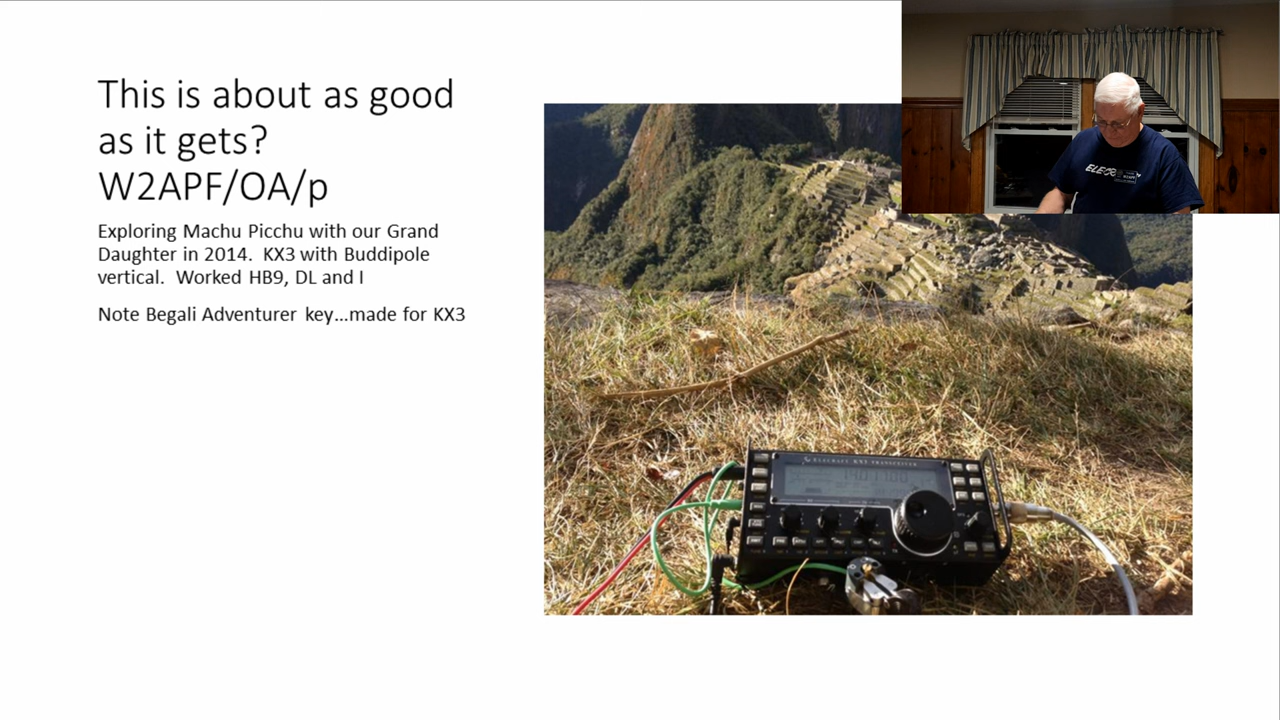 This is about as good
as it gets?
W2APF/OA/p
Exploring Machu Picchu with our Grand
Daughter in 2014.  KX3 with Buddipole
vertical.  Worked HB9, DL and I
Note Begali Adventurer key…made for KX3
ELECRAFT KX3 TRANSCEIVER